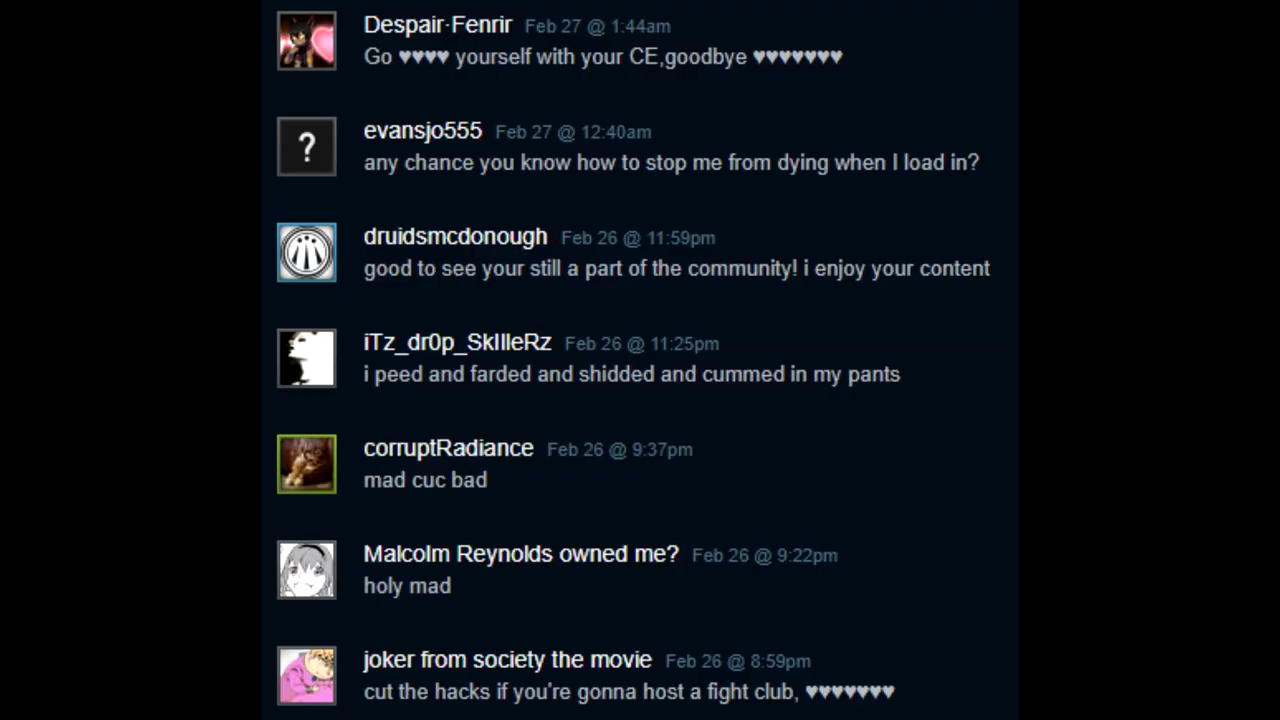 Despair·Fenrir Feb 27 @ 1:44am
Go ♥♥♥♥ yourself with your CE,goodbye ♥♥♥♥♥♥♥
?
evansjo555 Feb 27 @ 12:40am
any chance you know how to stop me from dying when I load in?
druidsmcdonough Feb 26 @ 11:59pm
good to see your still a part of the community! i enjoy your content
iTz_dr0p_SkIlleRz Feb 26 @ 11:25pm
i peed and farded and shidded and cummed in my pants
corruptRadiance Feb 26 @ 9:37pm
mad cuc bad
Malcolm Reynolds owned me? Feb 26 @ 9:22pm
holy mad
joker from society the movie Feb 26 @ 8:59pm
cut the hacks if you're gonna host a fight club, ♥♥♥♥♥♥♥